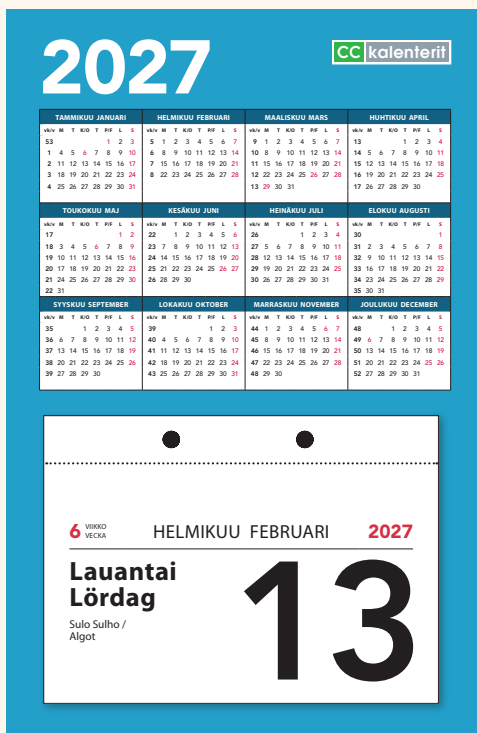 2027
CC kalenterit
TAMMIKUU JANUARI
vk/v M T K/O T P/F L S
53 1 2 3
1 4 5 6 7 8 9 10
2 11 12 13 14 15 16 17
3 18 19 20 21 22 23 24
4 25 26 27 28 29 30 31
HELMIKUU FEBRUARI
vk/v M T K/O T P/F L S
5 1 2 3 4 5 6 7
6 8 9 10 11 12 13 14
7 15 16 17 18 19 20 21
8 22 23 24 25 26 27 28
MAALISKUU MARS
vk/v M T K/O T P/F L S
9 1 2 3 4 5 6 7
10 8 9 10 11 12 13 14
11 15 16 17 18 19 20 21
12 22 23 24 25 26 27 28
13 29 30 31
HUHTIKUU APRIL
vk/v M T K/O T P/F L S
13 1 2 3 4
14 5 6 7 8 9 10 11
15 12 13 14 15 16 17 18
16 19 20 21 22 23 24 25
17 26 27 28 29 30
TOUKOKUU MAJ
vk/v M T K/O T P/F L S
17 1 2
18 3 4 5 6 7 8 9
19 10 11 12 13 14 15 16
20 17 18 19 20 21 22 23
21 24 25 26 27 28 29 30
22 31
KESÄKUU JUNI
vk/v M T K/O T P/F L S
22 1 2 3 4 5 6
23 7 8 9 10 11 12 13
24 14 15 16 17 18 19 20
25 21 22 23 24 25 26 27
26 28 29 30
HEINÄKUU JULI
vk/v M T K/O T P/F L S
26 1 2 3 4
27 5 6 7 8 9 10 11
28 12 13 14 15 16 17 18
29 19 20 21 22 23 24 25
30 26 27 28 29 30 31
ELOKUU AUGUSTI
vk/v M T K/O T P/F L S
30 1
31 2 3 4 5 6 7 8
32 9 10 11 12 13 14 15
33 16 17 18 19 20 21 22
34 23 24 25 26 27 28 29
35 30 31
SYYSKUU SEPTEMBER
vk/v M T K/O T P/F L S
35 1 2 3 4 5
36 6 7 8 9 10 11 12
37 13 14 15 16 17 18 19
38 20 21 22 23 24 25 26
39 27 28 29 30
LOKAKUU OKTOBER
vk/v M T K/O T P/F L S
39 1 2 3
40 4 5 6 7 8 9 10
41 11 12 13 14 15 16 17
42 18 19 20 21 22 23 24
43 25 26 27 28 29 30 31
MARRASKUU NOVEMBER
vk/v M T K/O T P/F L S
44 1 2 3 4 5 6 7
45 8 9 10 11 12 13 14
46 15 16 17 18 19 20 21
47 22 23 24 25 26 27 28
48 29 30
JOULUKUU DECEMBER
vk/v M T K/O T P/F L S
48 1 2 3 4 5
49 6 7 8 9 10 11 12
50 13 14 15 16 17 18 19
51 20 21 22 23 24 25 26
52 27 28 29 30 31
6 VIIKKO
VECKA
HELMIKUU FEBRUARI
2027
Lauantai
Lördag
Sulo Sulho /
Algot
13